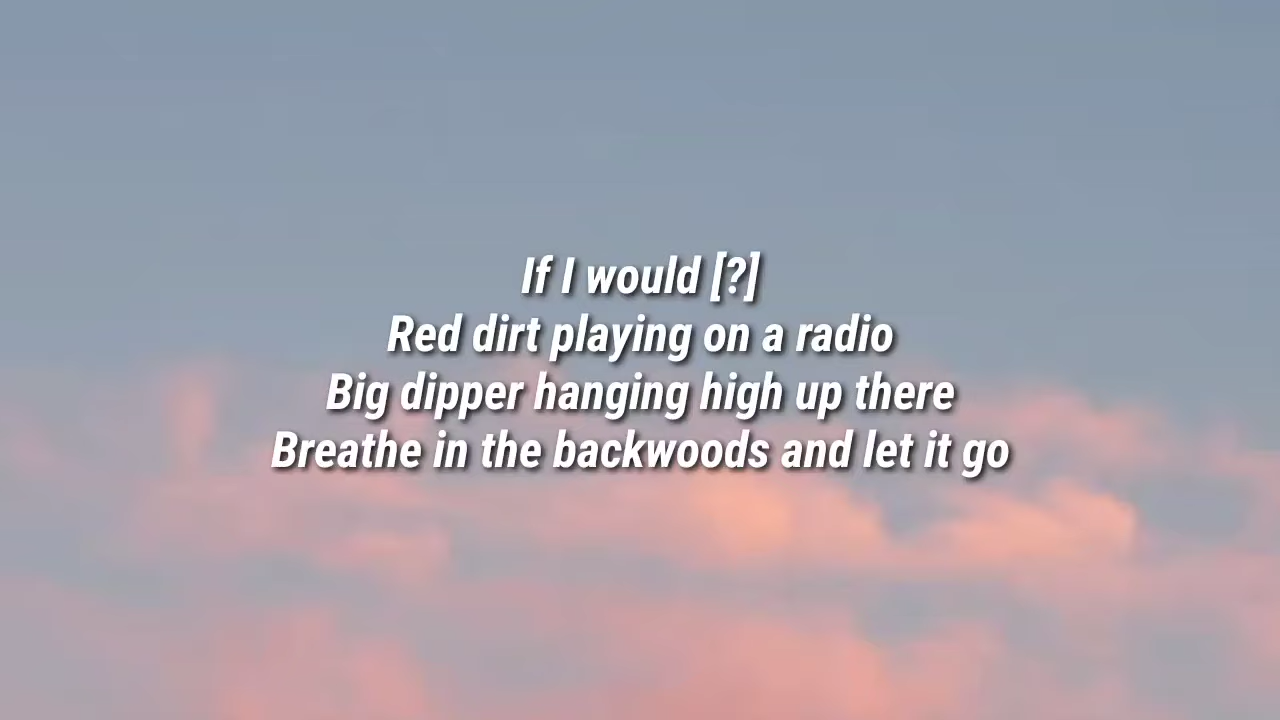 If I would [?]
Red dirt playing on a radio
Big dipper hanging high up there
Breathe in the backwoods and let it go